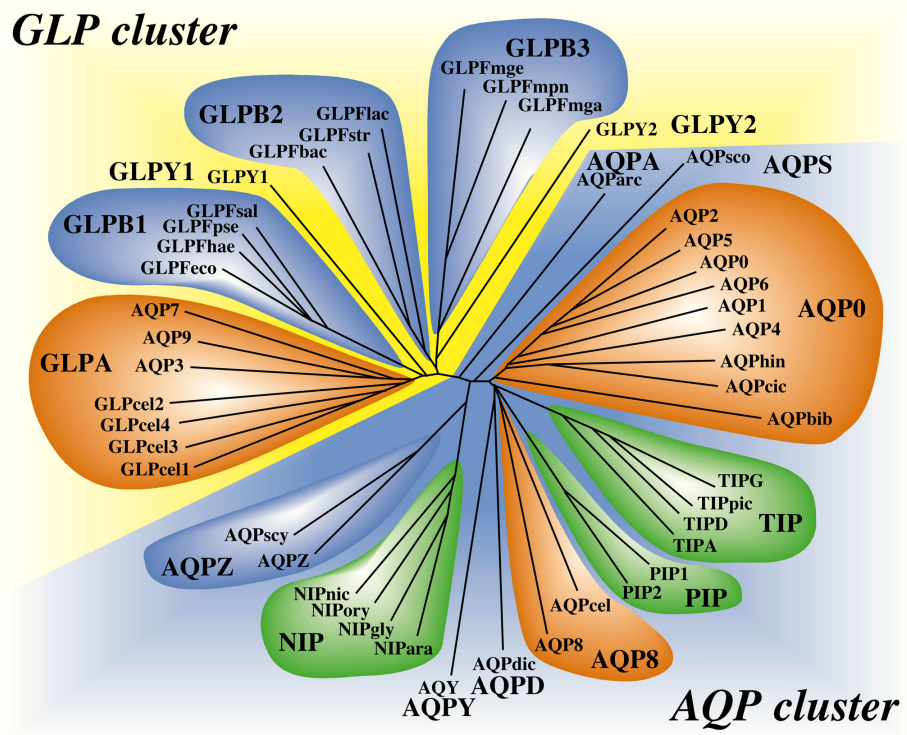 GLP cluster
GLPB3
GLPFmge
GLPFmpn
GLPFmga
GLPB2
GLPFlac
GLPFstr
GLPFbac
GLPY2
GLPY2
AQPA
AQParc
AQPsco
AQPS
GLPY1
GLPY1
GLPB1
GLPFsal
GLPFpse
GLPFhae
GLPFeco
AQP2
AQP5
AQP0
AQP6
AQP1
AQP4
AQPhin
AQPcic
AQPbib
AQP0
GLPA
AQP7
AQP9
AQP3
GLPcel2
GLPcel4
GLPcel3
GLPcel1
TIPG
TIPpic
TIPD
TIPA
TIP
AQPscy
AQPZ
AQPZ
PIP1
PIP2
PIP
NIPnic
NIPory
NIPgly
NIPara
NIP
AQPcel
AQP8
AQP8
AQPdic
AQPD
AQY
AQPY
AQP cluster